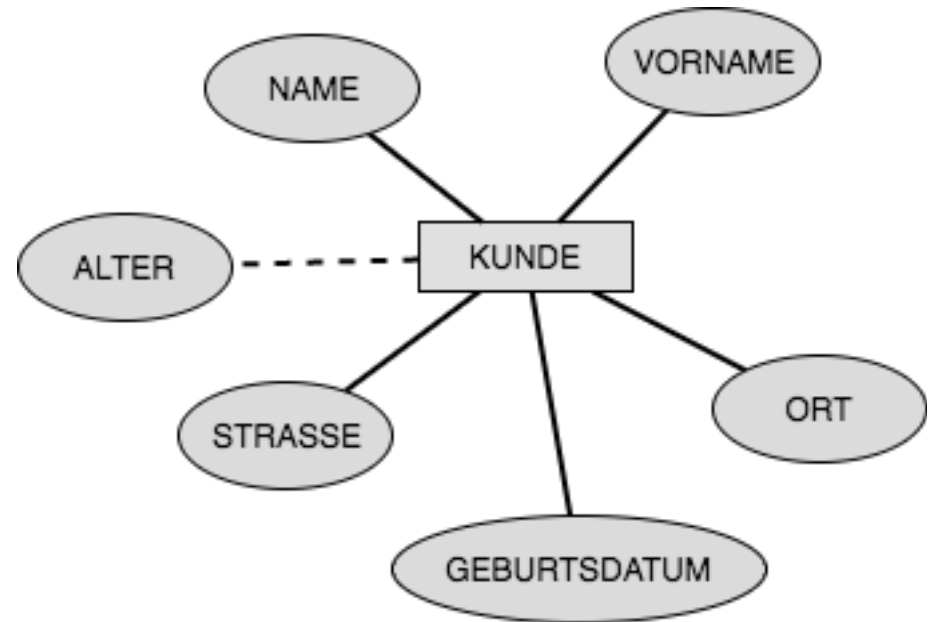 VORNAME
NAME
KUNDE
ALTER
ORT
STRASSE
GEBURTSDATUM